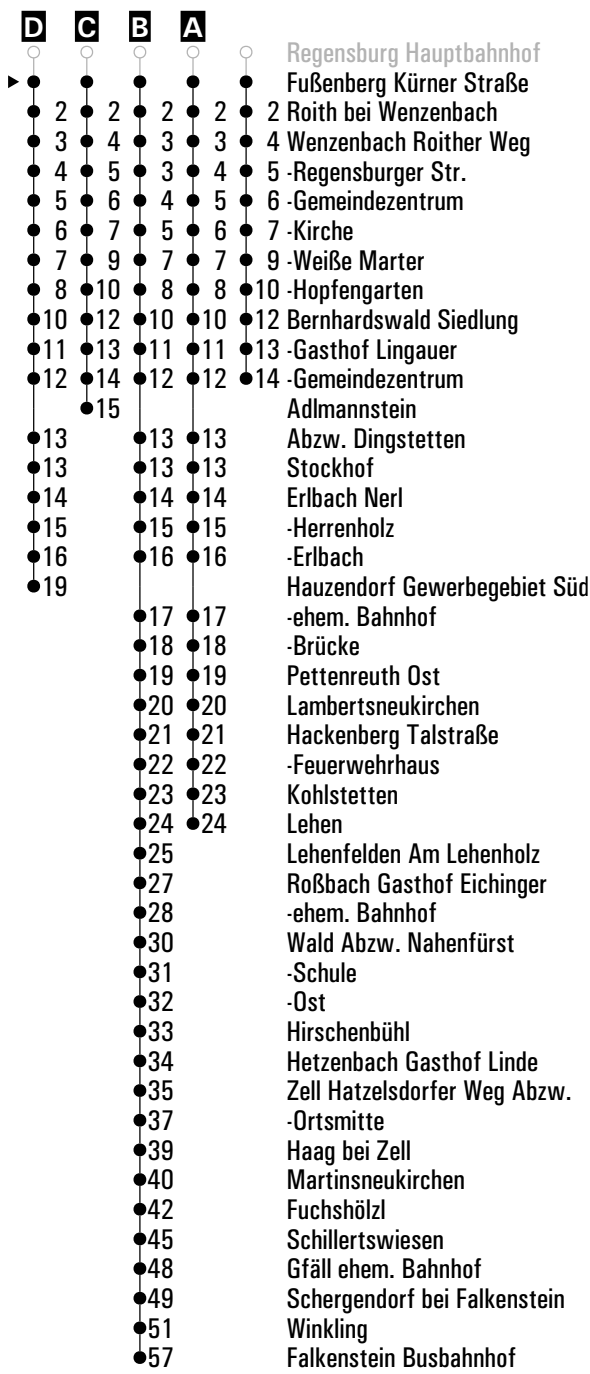 D C B A
Regensburg Hauptbahnhof
Fußenberg Kürner Straße
2 2 2 2 2 Roith bei Wenzenbach
3 4 3 3 4 Wenzenbach Roither Weg
4 5 3 4 5 -Regensburger Str.
5 6 4 5 6 -Gemeindezentrum
6 7 5 6 7 -Kirche
7 9 7 7 9 -Weiße Marter
8 10 8 8 10 -Hopfengarten
10 12 10 10 12 Bernhardswald Siedlung
11 13 11 11 13 -Gasthof Lingauer
12 14 12 12 14 -Gemeindezentrum
15 Adlmannstein
13 13 13 Abzw. Dingstetten
13 13 13 Stockhof
14 14 14 Erlbach Nerl
15 15 15 -Herrenholz
16 16 16 -Erlbach
19 Hauzendorf Gewerbegebiet Süd
17 17 -ehem. Bahnhof
18 18 -Brücke
19 19 Pettenreuth Ost
20 20 Lambertsneukirchen
21 21 Hackenberg Talstraße
22 22 -Feuerwehrhaus
23 23 Kohlstetten
24 24 Lehen
25 Lehenfelden Am Lehenholz
27 Roßbach Gasthof Eichinger
28 -ehem. Bahnhof
30 Wald Abzw. Nahenfürst
31 -Schule
32 -Ost
33 Hirschenbühl
34 Hetzenbach Gasthof Linde
35 Zell Hatzelsdorfer Weg Abzw.
37 -Ortsmitte
39 Haag bei Zell
40 Martinsneukirchen
42 Fuchshölzl
45 Schillertswiesen
48 Gfäll ehem. Bahnhof
49 Schergendorf bei Falkenstein
51 Winkling
57 Falkenstein Busbahnhof